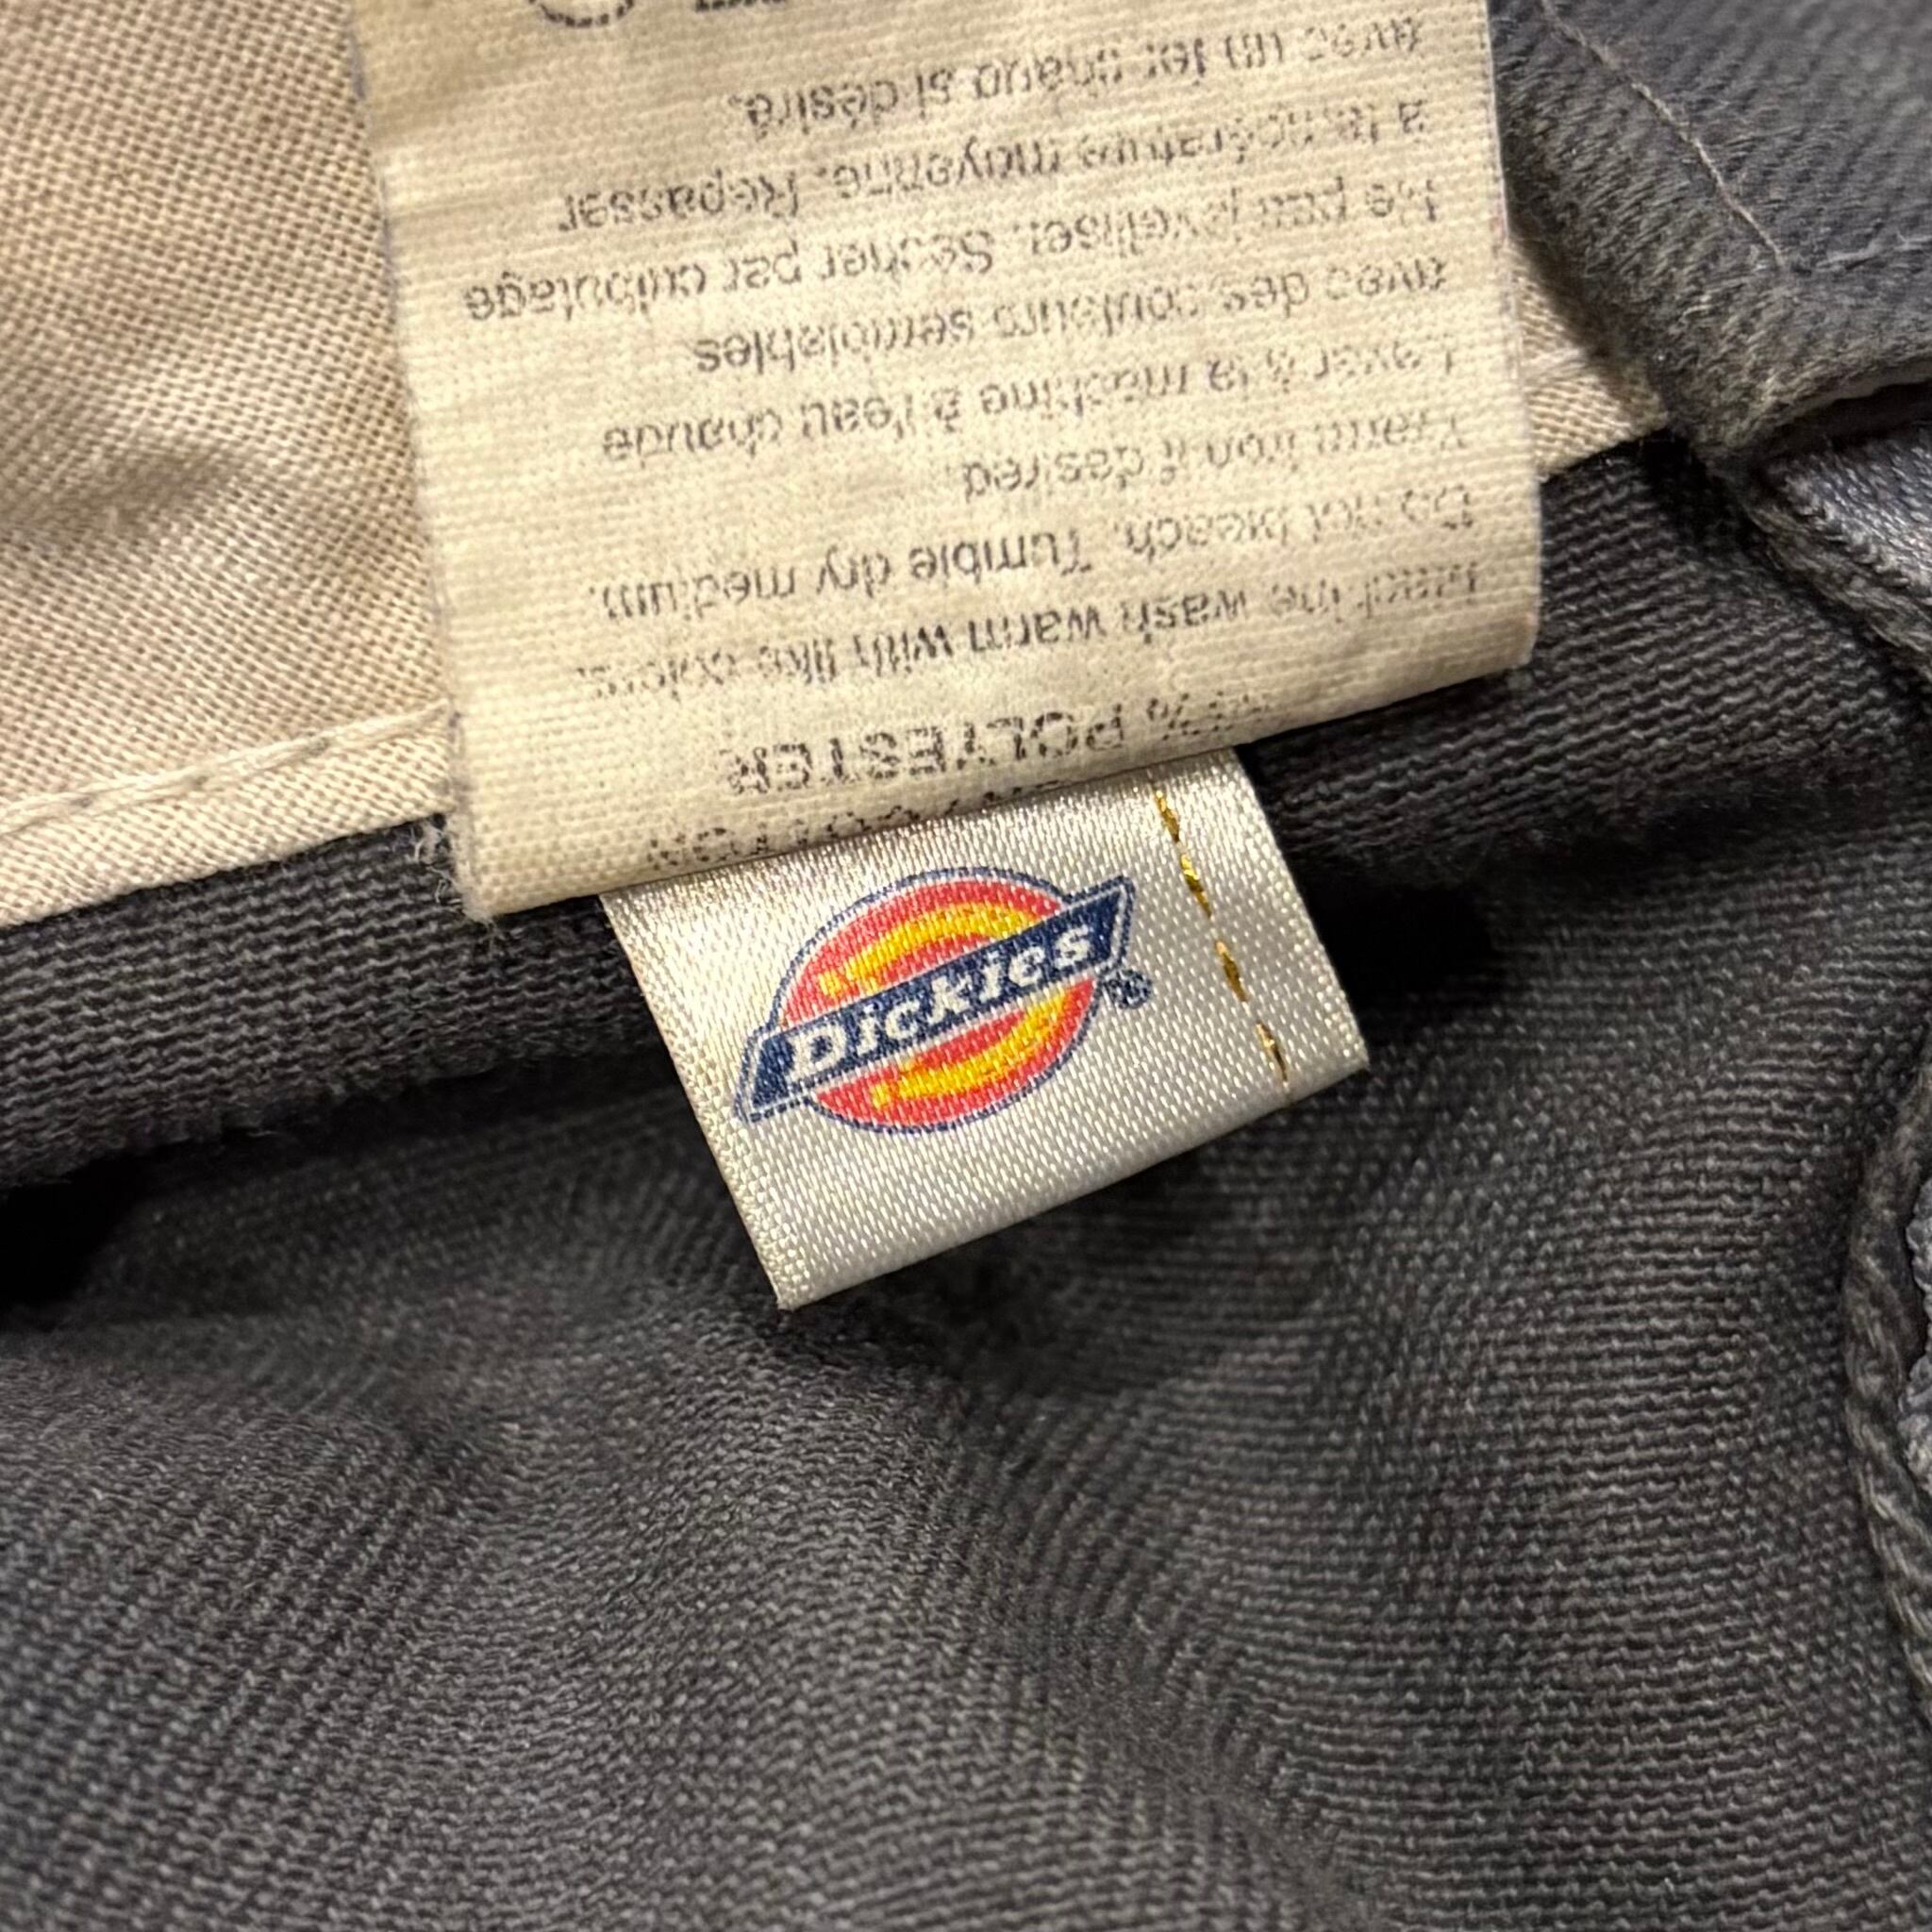 % POLYESTER
wash warm with like colors.
Do not bleach. Tumble dry medium.
Warm iron if desired
Laver à la machine à l'eau chaude
avec des couleurs semblables
Ne pas javelliser. Sécher par culbutage
à température moyenne. Repasser
avec un fer chaud si désiré.
Dickies ®